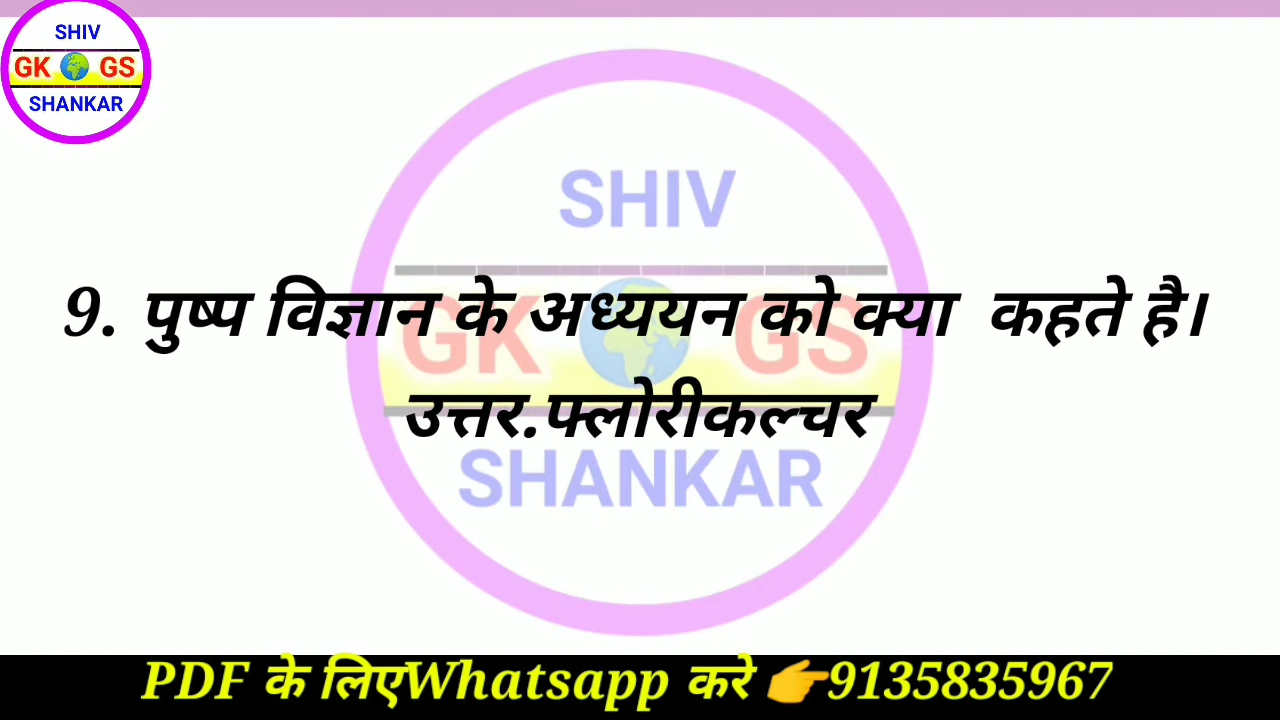 SHIV
GK GS
SHANKAR
SHIV
9. पुष्प विज्ञान के अध्ययन को क्या कहते है।
GK GS
उत्तर.फ्लोरीकल्चर
SHANKAR
PDF के लिएWhatsapp करे 👉9135835967